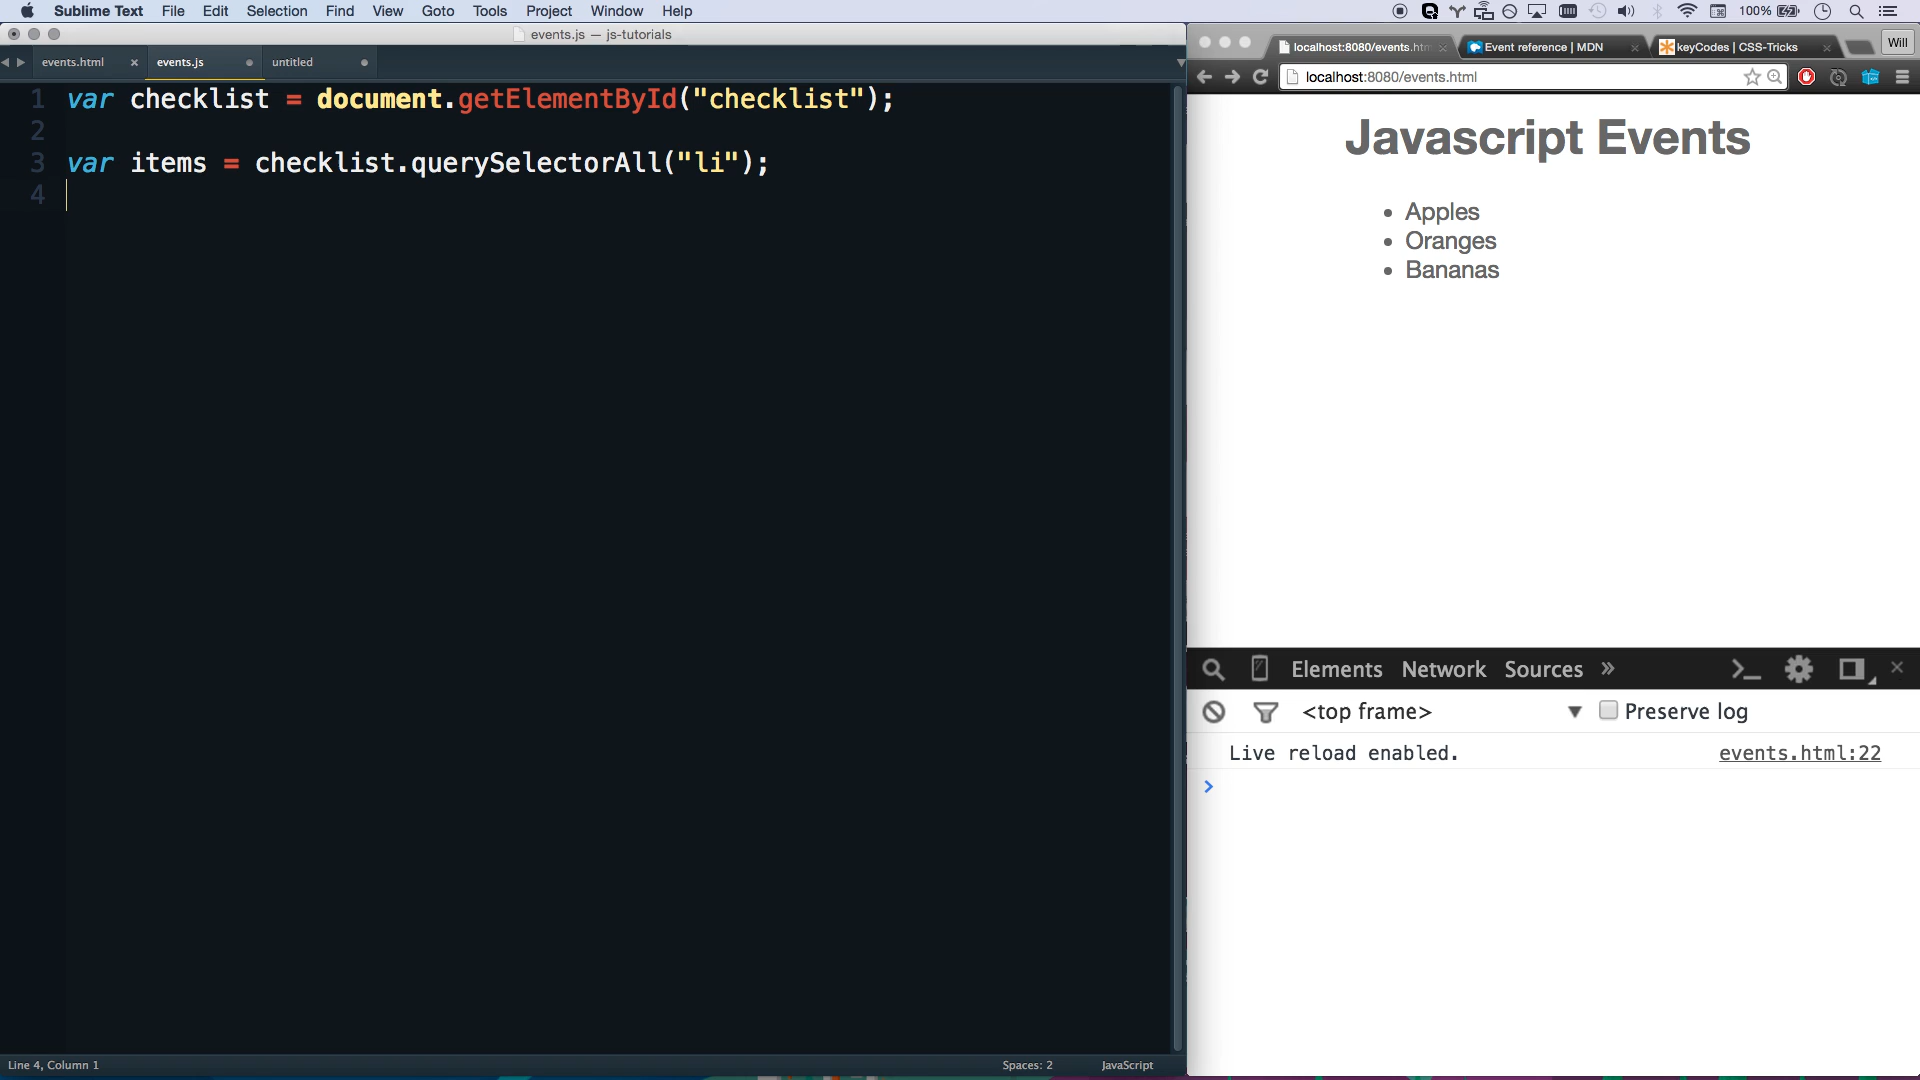 Sublime Text File Edit Selection Find View Goto Tools Project Window Help 100%
events.js — js-tutorials
events.html events.js untitled
1 var checklist = document.getElementById("checklist");
2
3 var items = checklist.querySelectorAll("li");
4
Line 4, Column 1 Spaces: 2 JavaScript
localhost:8080/events.htm Event reference | MDN keyCodes | CSS-Tricks Will
localhost:8080/events.html
Javascript Events
Apples
Oranges
Bananas
Elements Network Sources »
<top frame> Preserve log
Live reload enabled. events.html:22